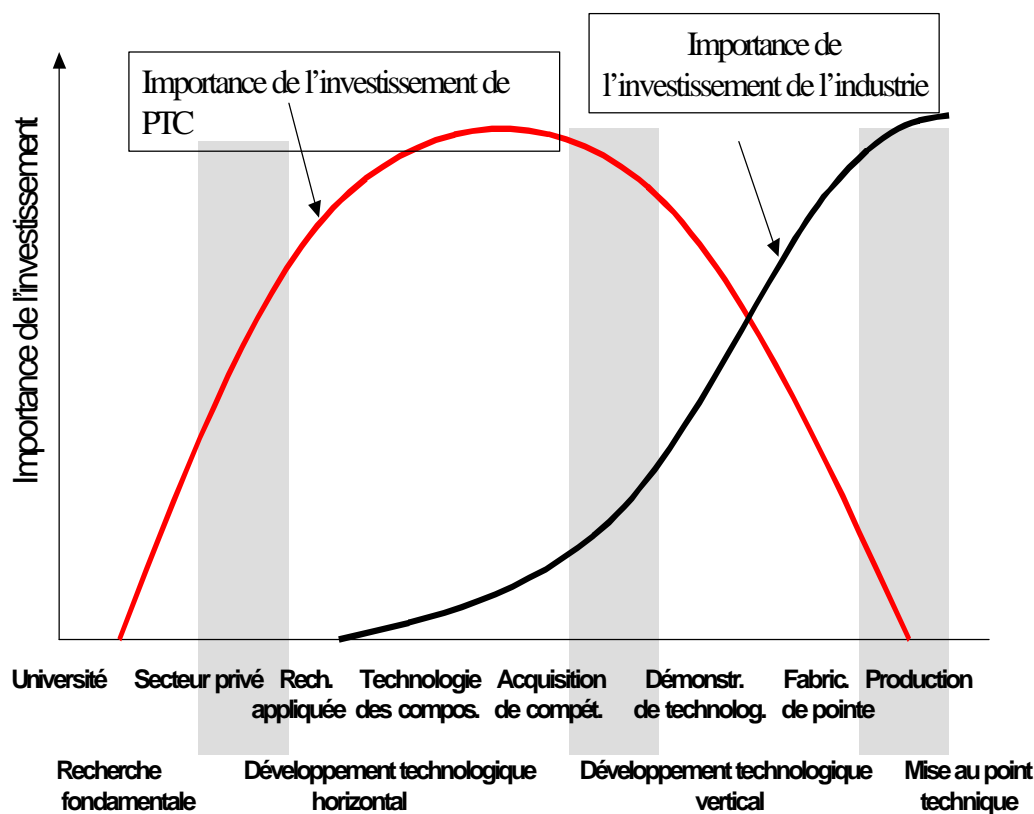 Importance de l'investissement de
PTC
Importance de
l'investissement de l'industrie
Importance de l'investissement
Université
Secteur privé
Rech.
appliquée
Technologie
des compos.
Acquisition
de compét.
Démonstr.
de technolog.
Fabric.
de pointe
Production
Recherche
fondamentale
Développement technologique
horizontal
Développement technologique
vertical
Mise au point
technique